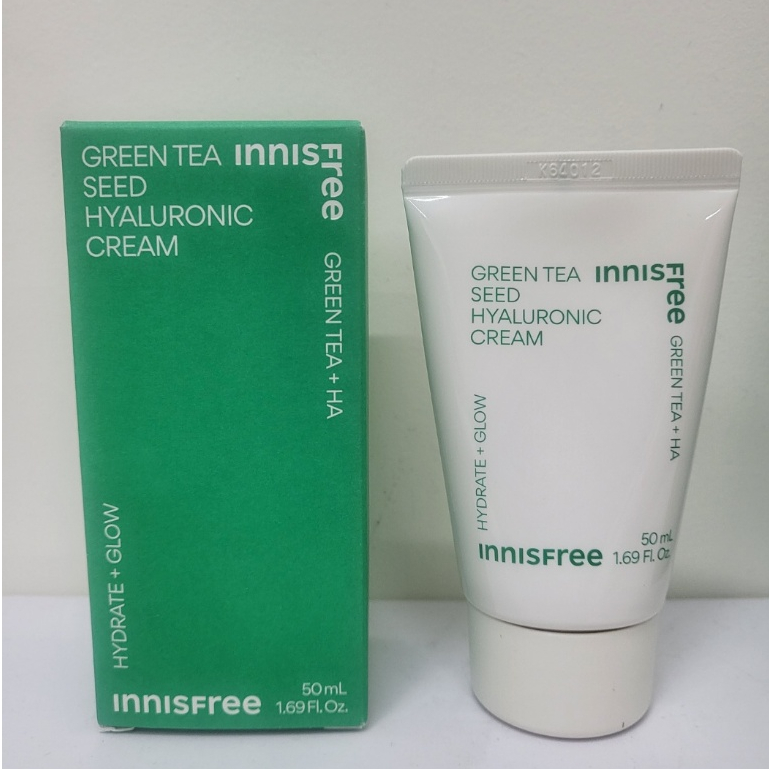 GREEN TEA
SEED
HYALURONIC
CREAM
INNISFree
GREEN TEA + HA
HYDRATE + GLOW
INNISFree
50 mL
1.69 Fl. Oz.
K64012
GREEN TEA
SEED
HYALURONIC
CREAM
INNISFree
GREEN TEA + HA
HYDRATE + GLOW
INNISFree
50 mL
1.69 Fl. Oz.